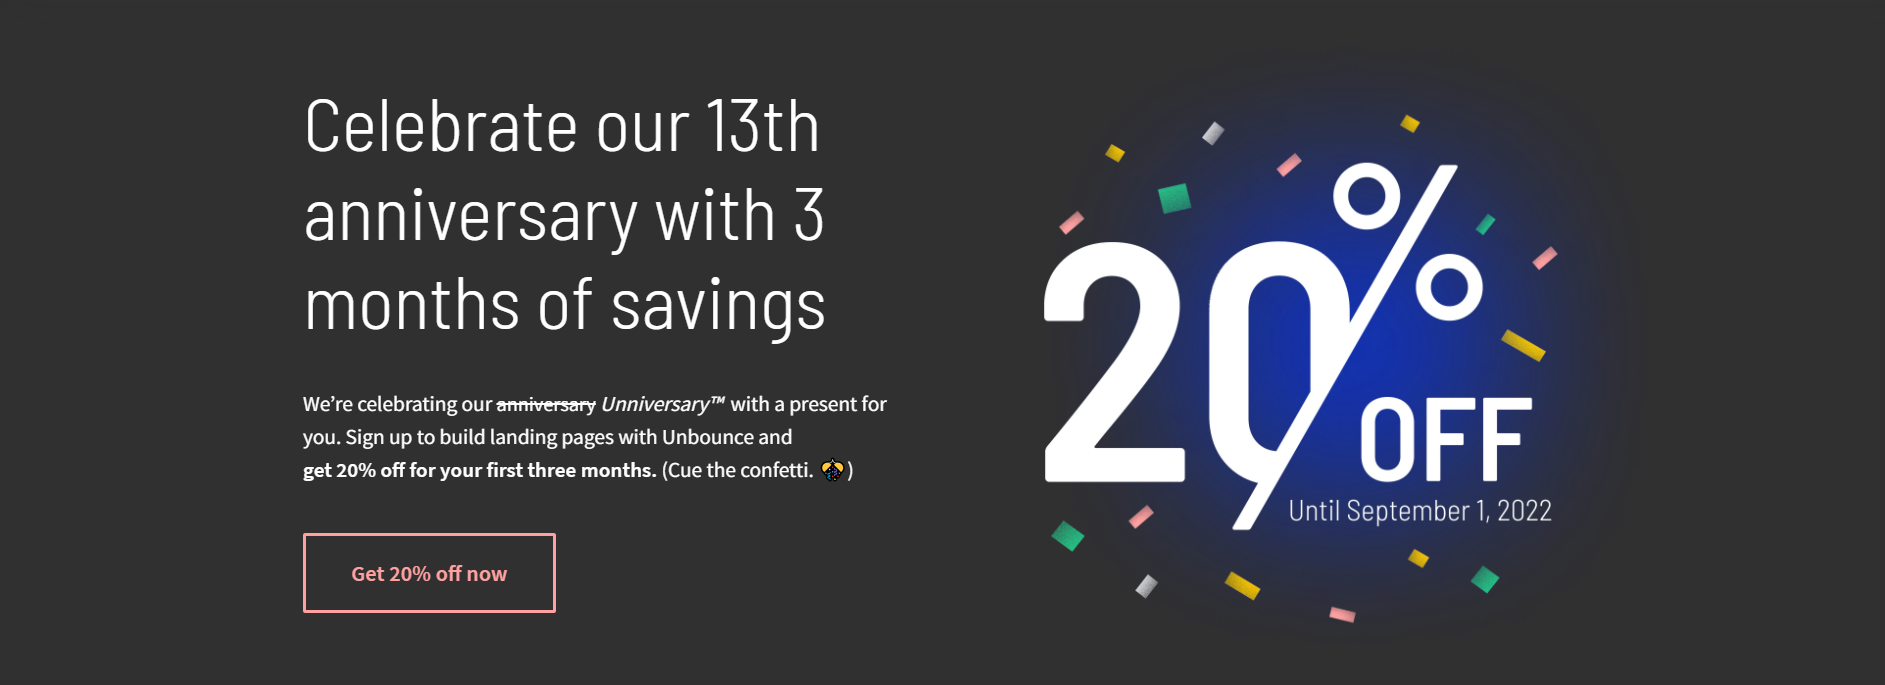 Celebrate our 13th
anniversary with 3
months of savings
We’re celebrating our anniversary Unniversary™ with a present for
you. Sign up to build landing pages with Unbounce and
get 20% off for your first three months. (Cue the confetti. )
Get 20% off now
20%
OFF
Until September 1, 2022